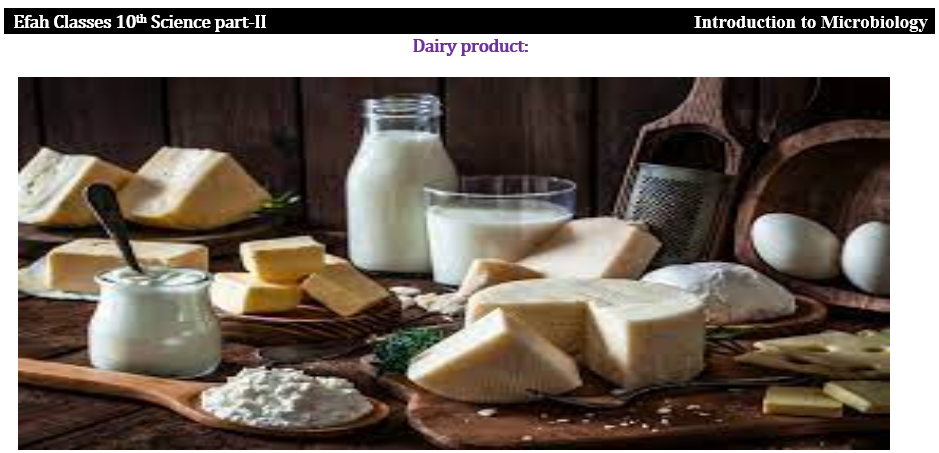 Efah Classes 10th Science part-II Introduction to Microbiology
Dairy product: